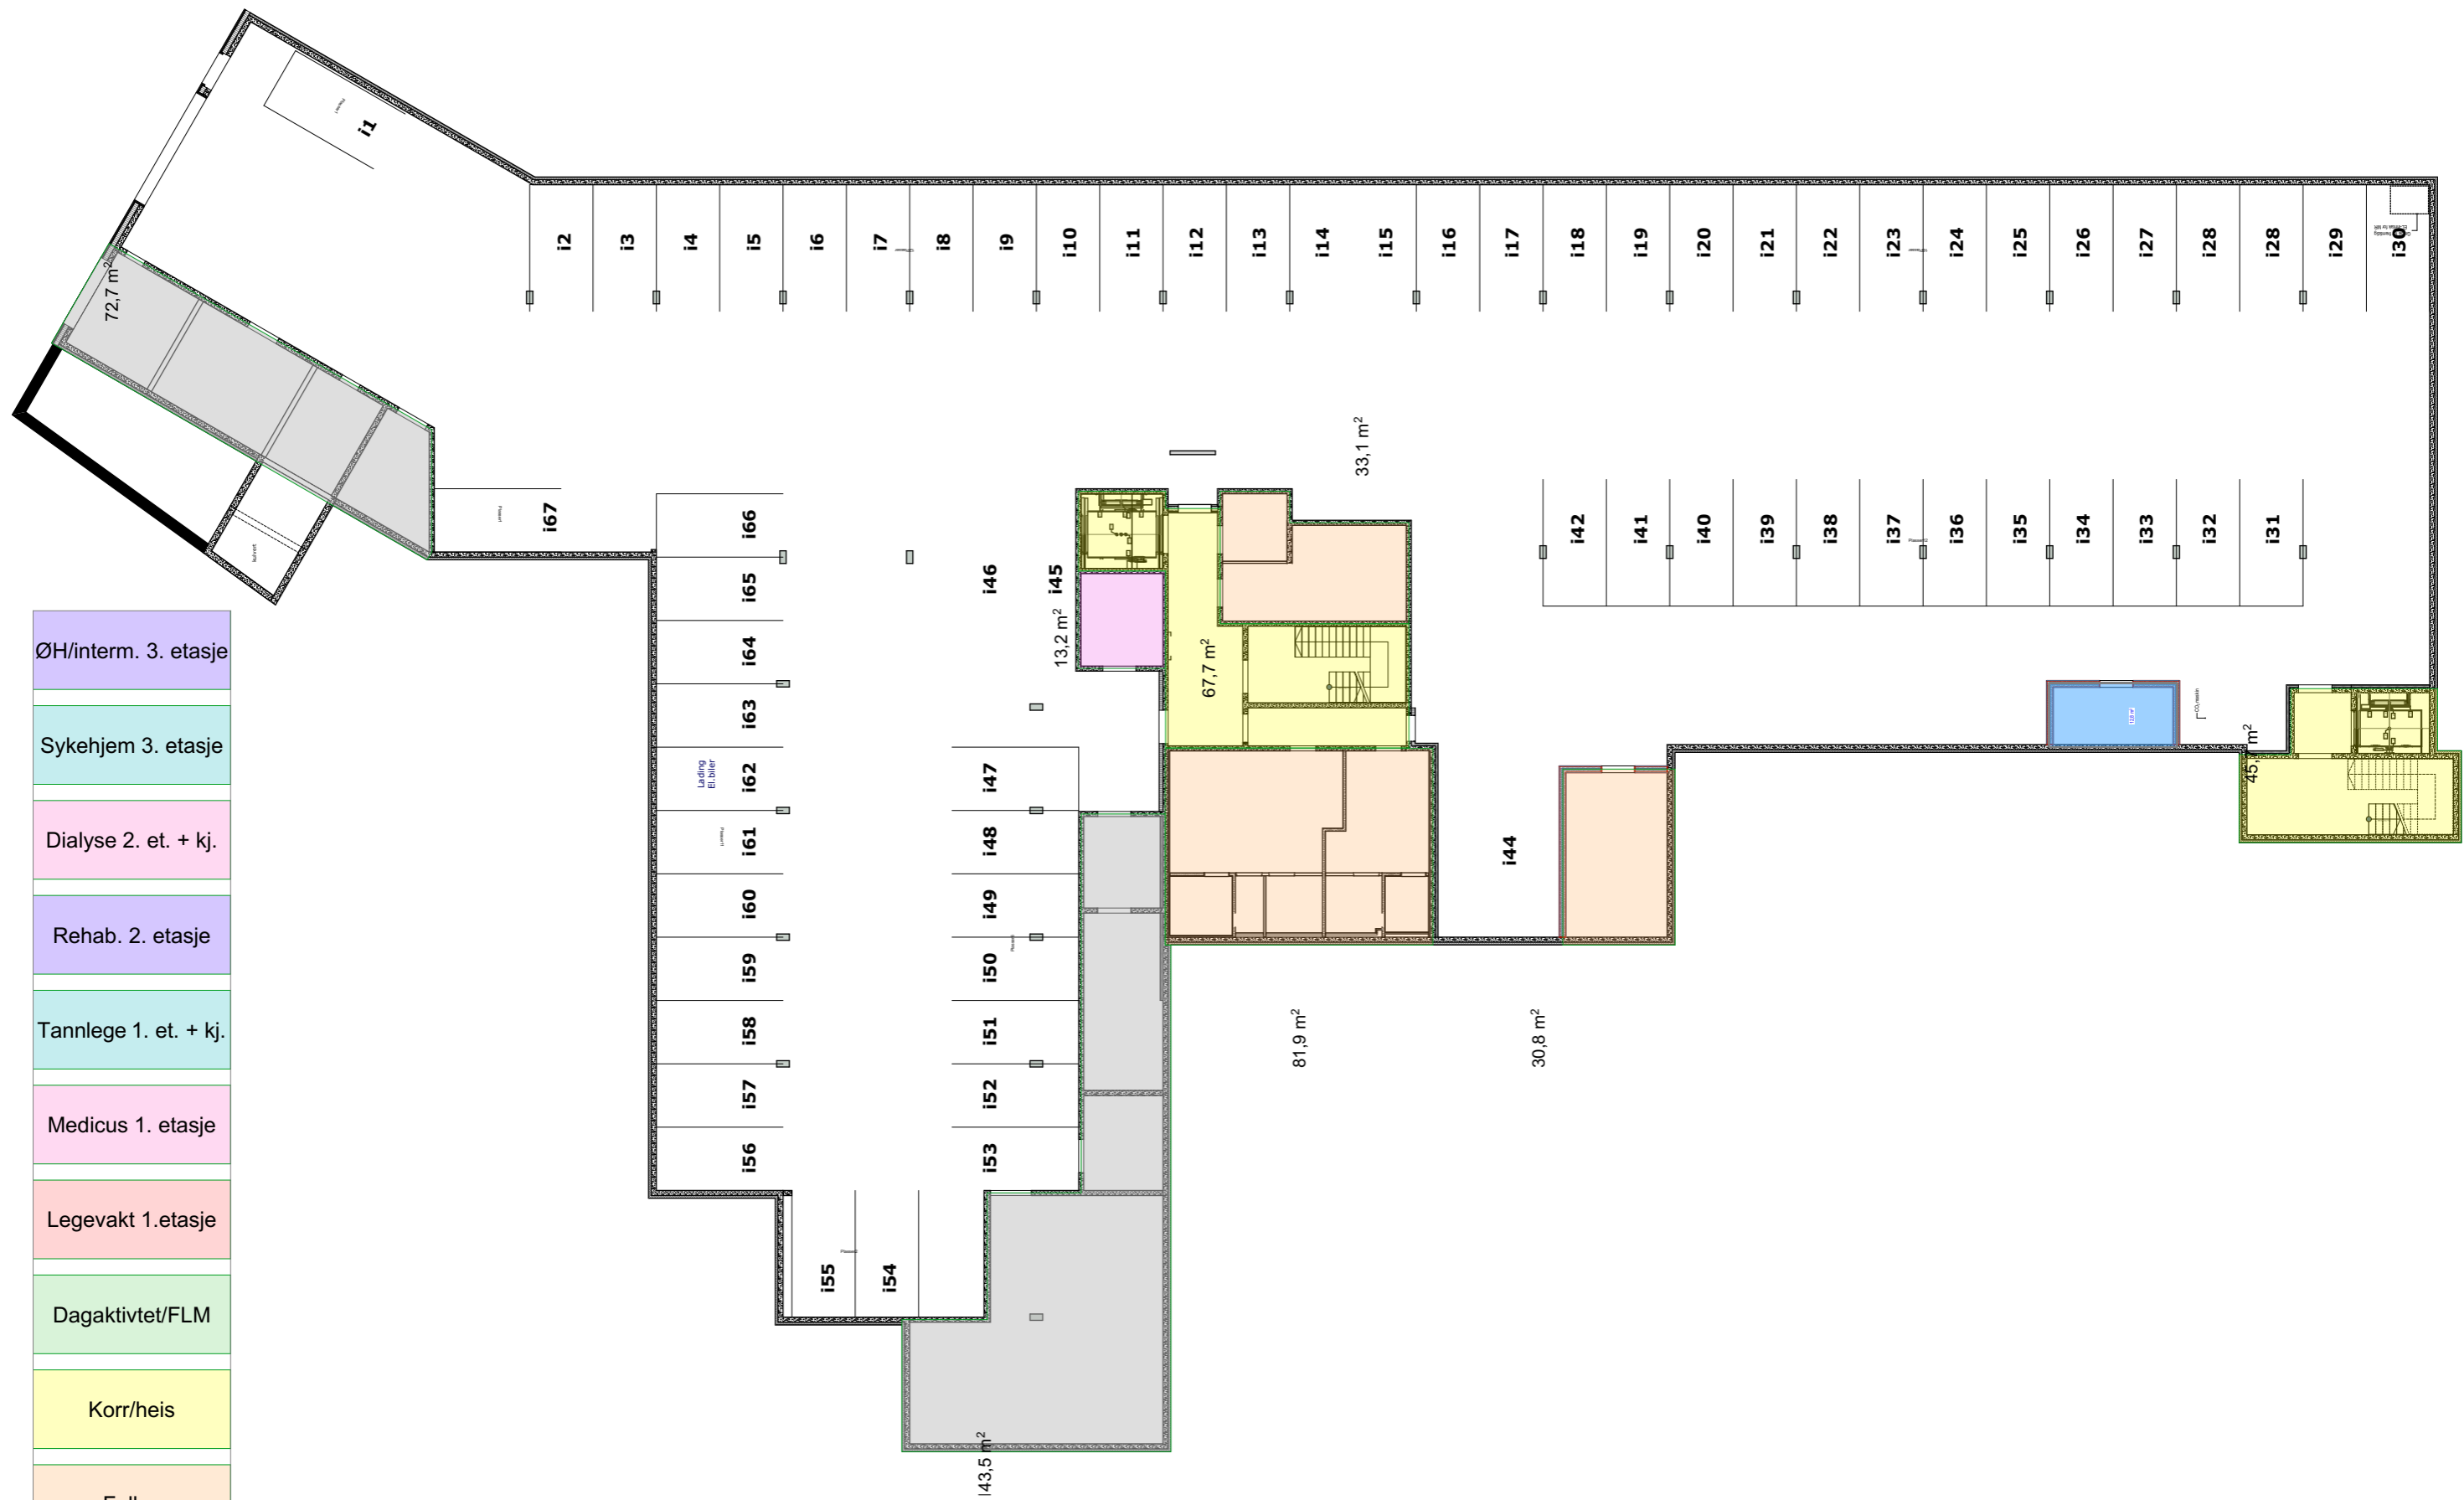 i1
72,7 m²
i2
i3
i4
i5
i6
i7
i8
i9
i10
i11
i12
i13
i14
i15
i16
i17
i18
i19
i20
i21
i22
i23
i24
i25
i26
i27
i28
i28
i29
i30
33,1 m²
i67
i66
i65
i64
i63
Lading
El.biler
i62
i61
i60
i59
i58
i57
i56
i55
i54
i46
i45
13,2 m²
67,7 m²
i47
i48
i49
i50
i51
i52
i53
i42
i41
i40
i39
i38
i37
i36
i35
i34
i33
i32
i31
i44
45,
m²
81,9 m²
30,8 m²
43,5 m²
kulvert
ØH/interm. 3. etasje
Sykehjem 3. etasje
Dialyse 2. et. + kj.
Rehab. 2. etasje
Tannlege 1. et. + kj.
Medicus 1. etasje
Legevakt 1.etasje
Dagaktivtet/FLM
Korr/heis